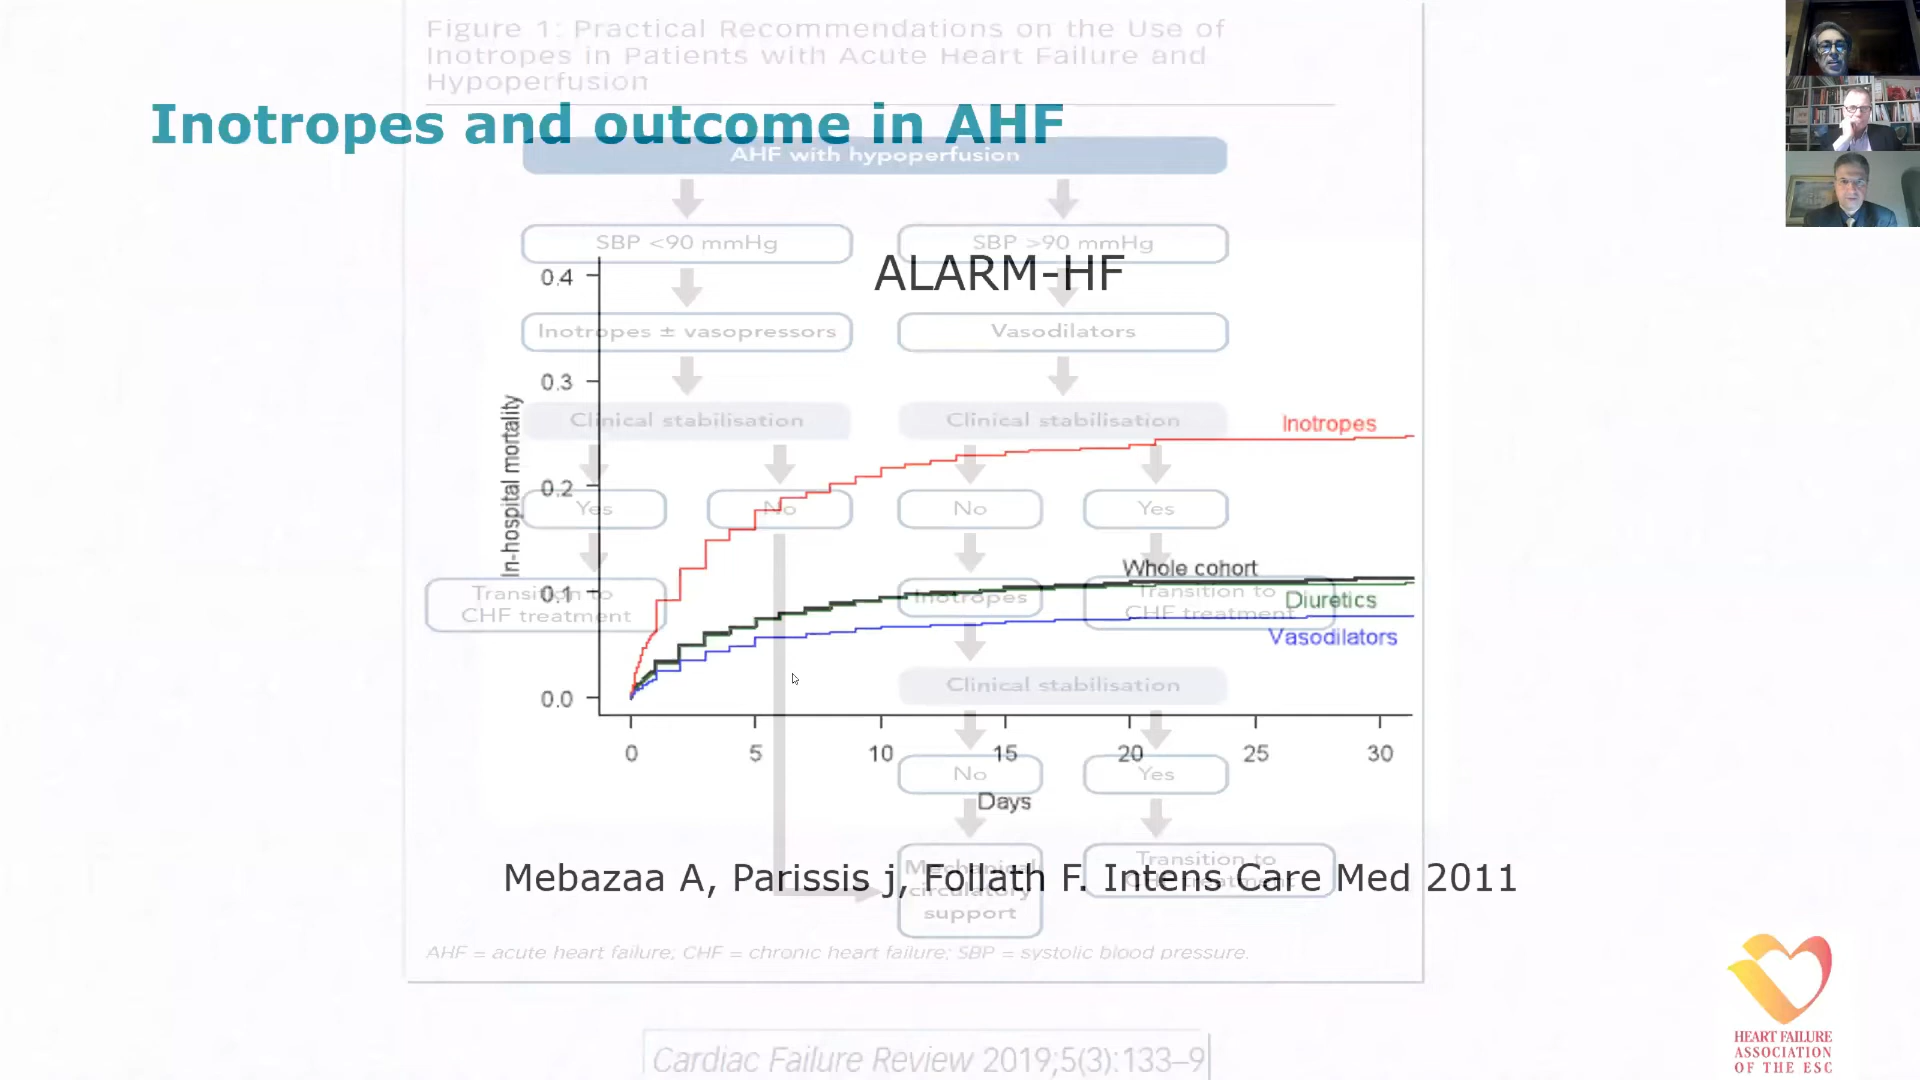 Figure 1: Practical Recommendations on the Use of
Inotropes in Patients with Acute Heart Failure and
Hypoperfusion
Inotropes and outcome in AHF
AHF with hypoperfusion
SBP <90 mmHg
SBP >90 mmHg
ALARM-HF
Inotropes ± vasopressors
Vasodilators
Clinical stabilisation
Clinical stabilisation
Yes
No
No
Yes
Transition to
CHF treatment
Inotropes
Transition to
CHF treatment
Clinical stabilisation
No
Yes
Mechanical
circulatory
support
Transition to
CHF treatment
In-hospital mortality
0.4
0.3
0.2
0.1
0.0
Inotropes
Whole cohort
Diuretics
Vasodilators
0 5 10 15 20 25 30
Days
Mebazaa A, Parissis j, Follath F. Intens Care Med 2011
AHF = acute heart failure; CHF = chronic heart failure; SBP = systolic blood pressure.
Cardiac Failure Review 2019;5(3):133–9
HEART FAILURE
ASSOCIATION
OF THE ESC